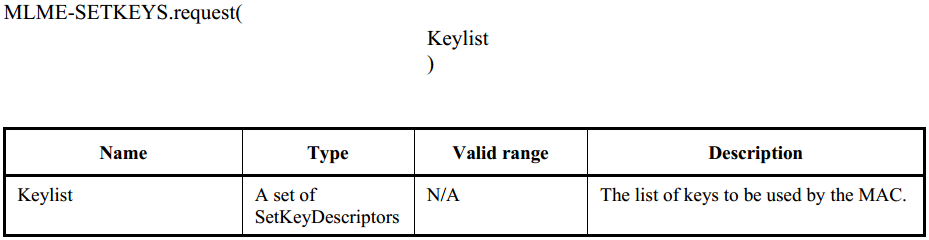 MLME-SETKEYS.request(
Keylist
)
Name Type Valid range Description
Keylist A set of N/A The list of keys to be used by the MAC.
SetKeyDescriptors